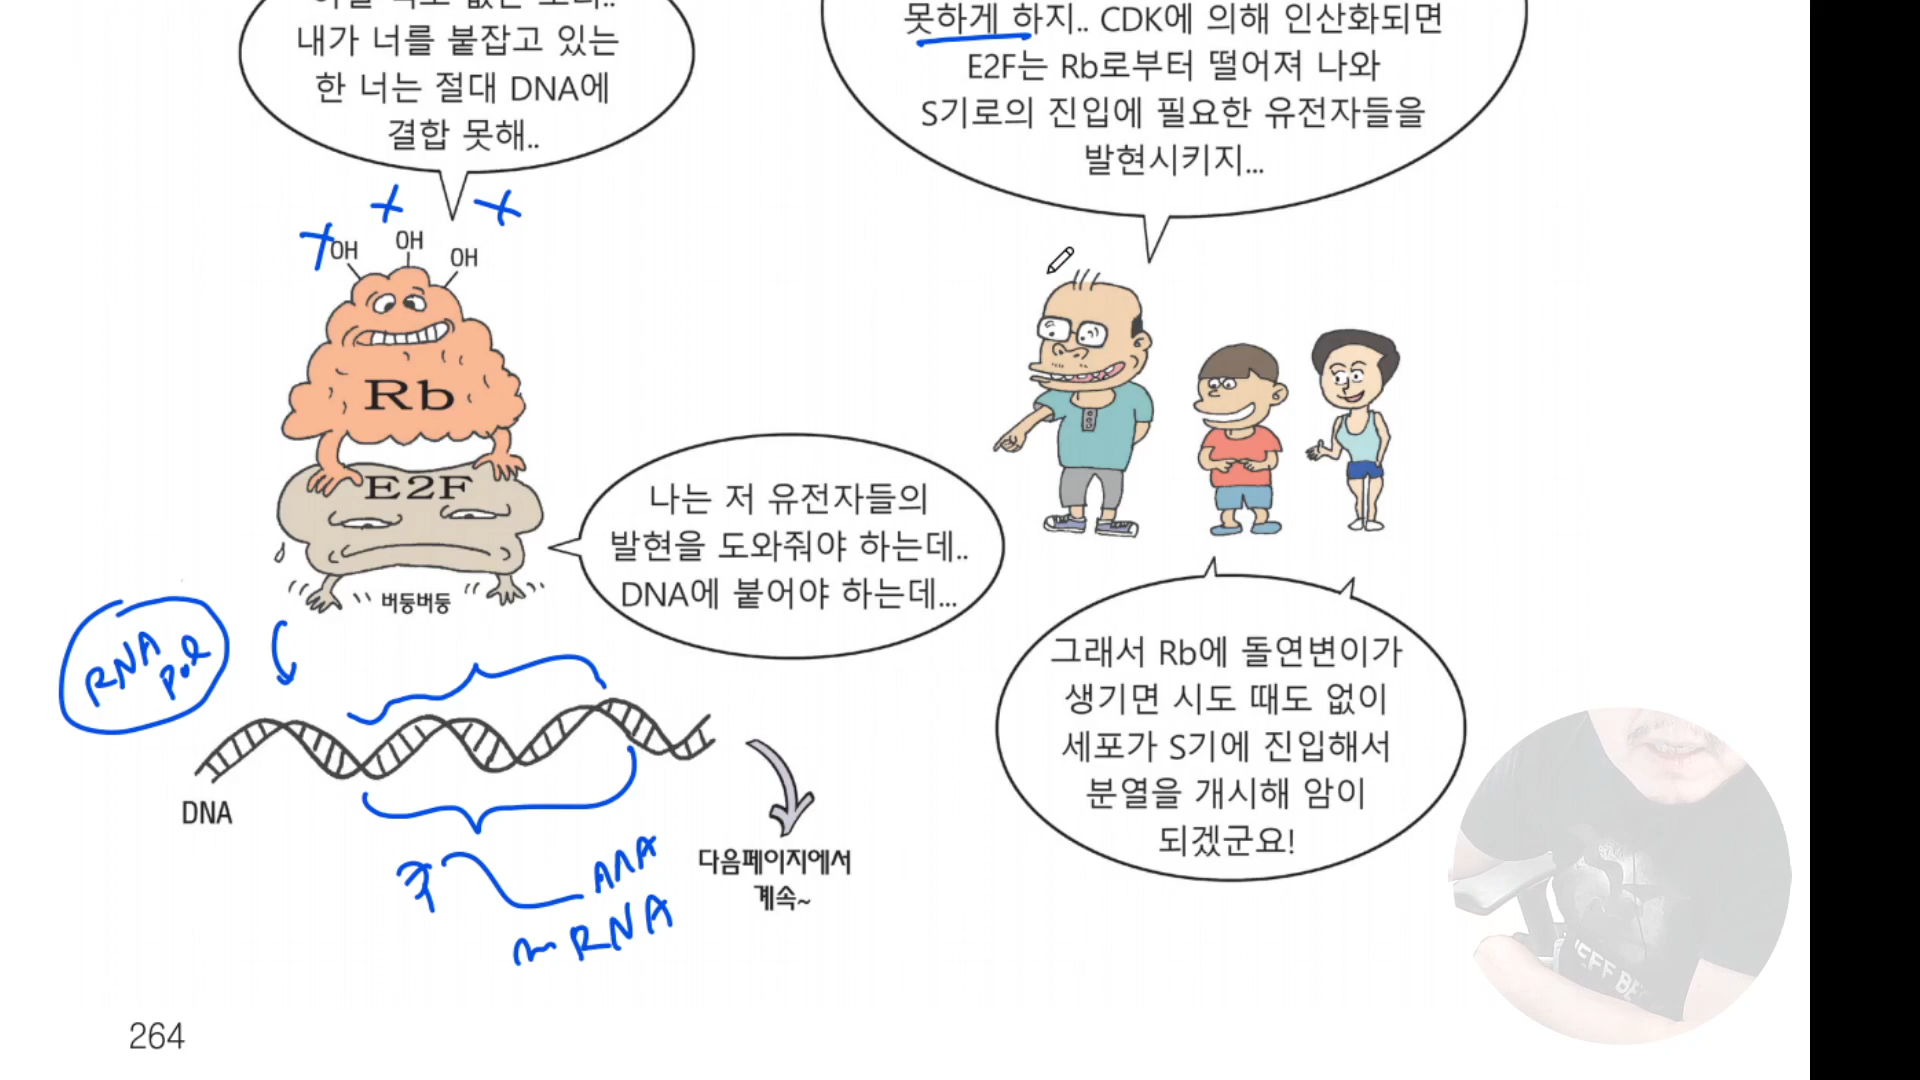 내가 너를 붙잡고 있는
한 너는 절대 DNA에
결합 못해..
못하게 하지.. CDK에 의해 인산화되면
E2F는 Rb로부터 떨어져 나와
S기로의 진입에 필요한 유전자들을
발현시키지...
OH
OH
OH
Rb
E2F
버둥버둥
나는 저 유전자들의
발현을 도와줘야 하는데..
DNA에 붙어야 하는데...
RNA
pol
DNA
다음페이지에서
계속~
AAA
mRNA
그래서 Rb에 돌연변이가
생기면 시도 때도 없이
세포가 S기에 진입해서
분열을 개시해 암이
되겠군요!
JEFF BE
264